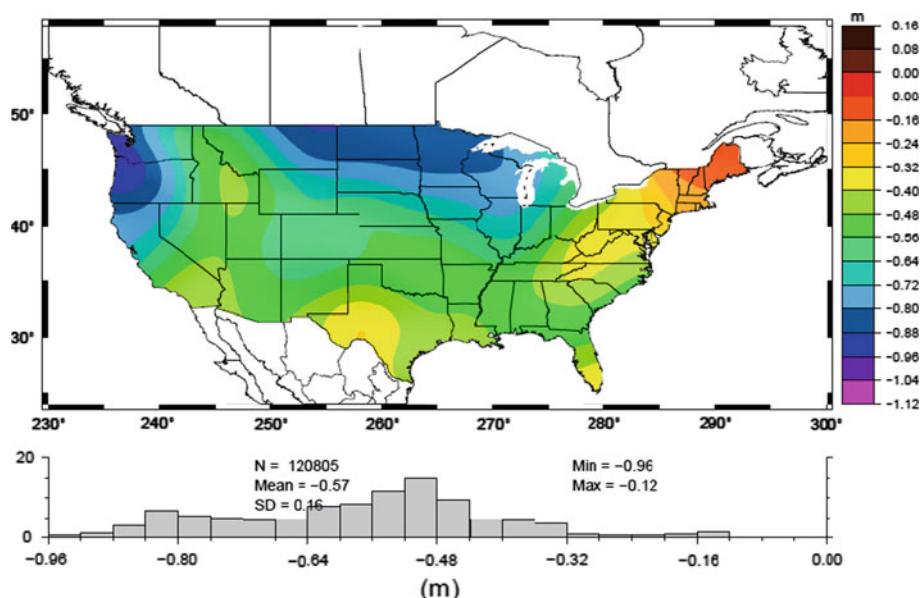 m
0.16
0.08
0.00
0.00
−0.16
−0.24
−0.32
−0.40
−0.48
−0.56
−0.64
−0.72
−0.80
−0.88
−0.96
−1.04
−1.12
50°
40°
30°
230° 240° 250° 260° 270° 280° 290° 300°
20
0
N = 120805
Mean = −0.57
SD = 0.16
Min = −0.96
Max = −0.12
−0.96 −0.80 −0.64 −0.48 −0.32 −0.16 0.00
(m)